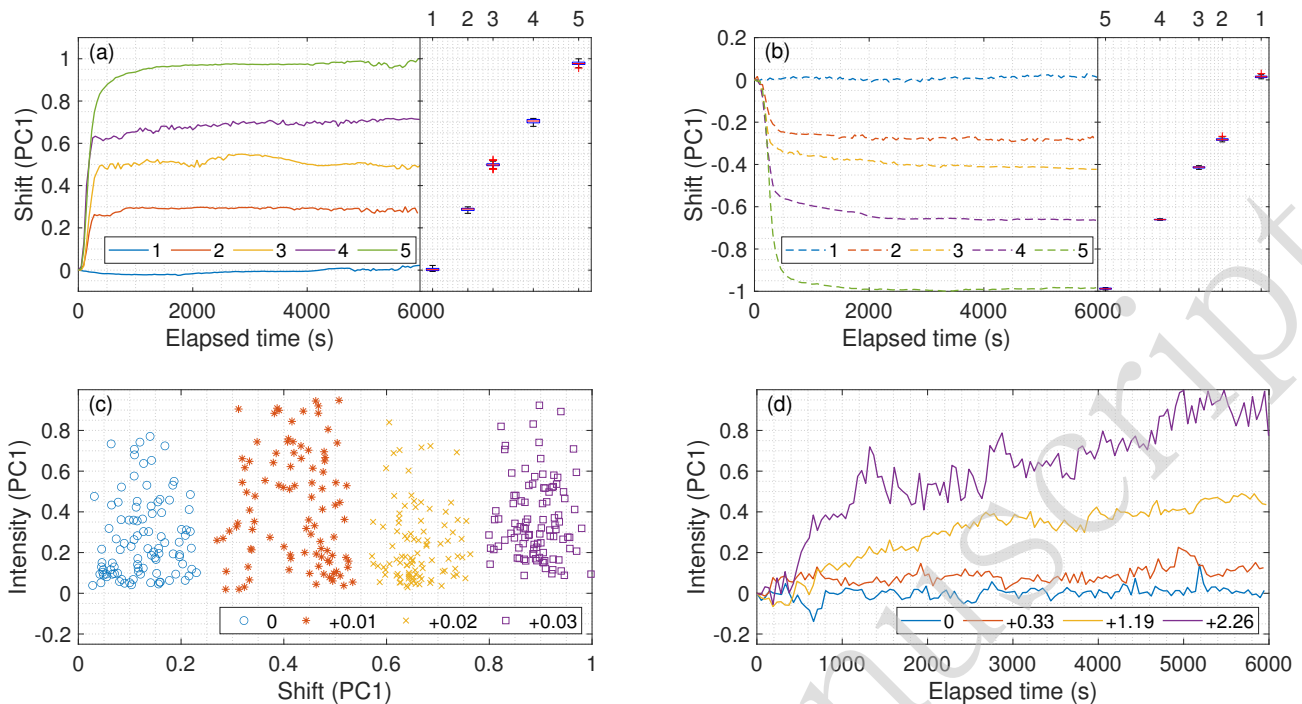 1 2 3 4 5
(a)
Shift (PC1)
1
0.8
0.6
0.4
0.2
0
1 2 3 4 5
0 2000 4000 6000
Elapsed time (s)
5 4 3 2 1
(b)
Shift (PC1)
0.2
0
-0.2
-0.4
-0.6
-0.8
-1
1 2 3 4 5
0 2000 4000 6000
Elapsed time (s)
(c)
Intensity (PC1)
0.8
0.6
0.4
0.2
0
-0.2
0 +0.01 +0.02 +0.03
0 0.2 0.4 0.6 0.8 1
Shift (PC1)
(d)
Intensity (PC1)
0.8
0.6
0.4
0.2
0
-0.2
0 +0.33 +1.19 +2.26
0 1000 2000 3000 4000 5000 6000
Elapsed time (s)
nuscript